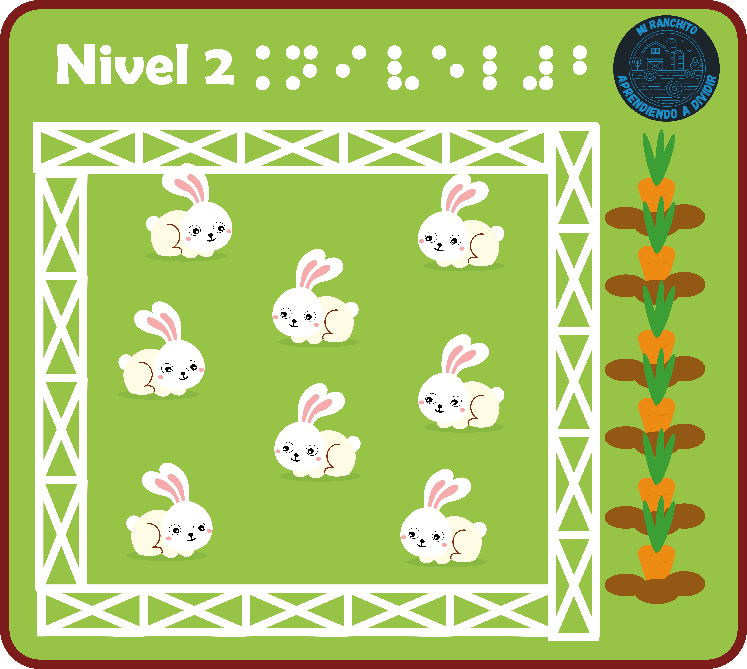 Nivel 2 ⠨⠝⠊⠧⠑⠇⠼⠃
MI RANCHITO
APRENDIENDO A DIVIDIR